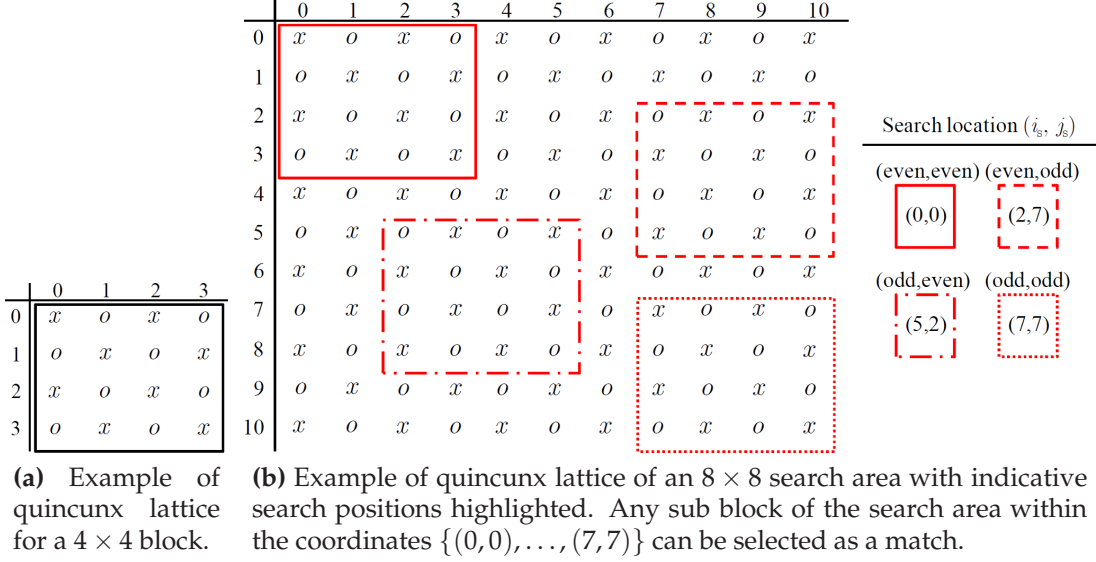 0 1 2 3
0 x o x o
1 o x o x
2 x o x o
3 o x o x
(a) Example of
quincunx lattice
for a 4 × 4 block.
0 1 2 3 4 5 6 7 8 9 10
0 x o x o x o x o x o x
1 o x o x o x o x o x o
2 x o x o x o x o x o x
3 o x o x o x o x o x o
4 x o x o x o x o x o x
5 o x o x o x o x o x o
6 x o x o x o x o x o x
7 o x o x o x o x o x o
8 x o x o x o x o x o x
9 o x o x o x o x o x o
10 x o x o x o x o x o x
Search location (i_s, j_s)
(even,even) (even,odd)
(0,0) (2,7)
(odd,even) (odd,odd)
(5,2) (7,7)
(b) Example of quincunx lattice of an 8 × 8 search area with indicative
search positions highlighted. Any sub block of the search area within
the coordinates {(0, 0), . . . , (7, 7)} can be selected as a match.